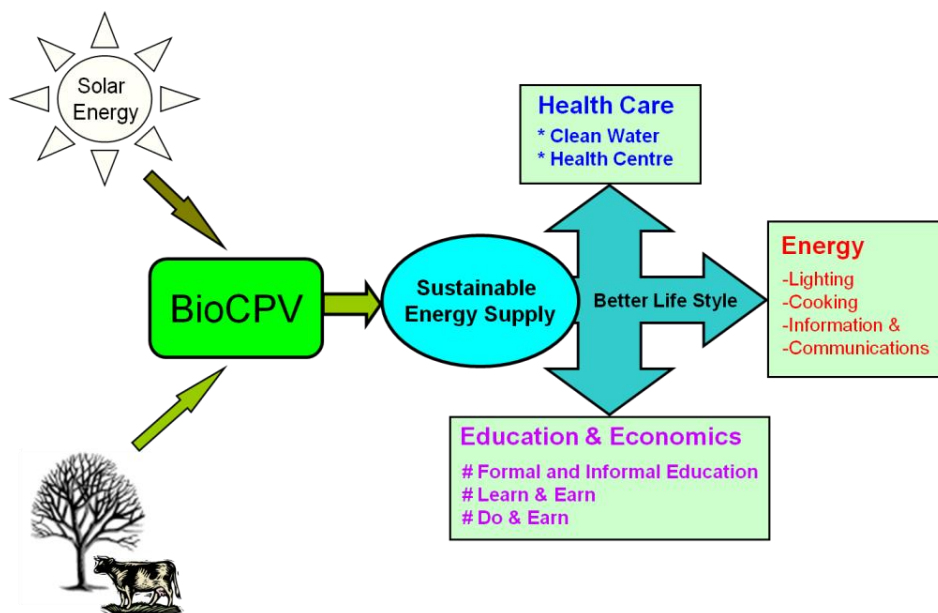 Solar
Energy
Health Care
* Clean Water
* Health Centre
BioCPV
Sustainable
Energy Supply
Better Life Style
Energy
-Lighting
-Cooking
-Information &
-Communications
Education & Economics
# Formal and Informal Education
# Learn & Earn
# Do & Earn